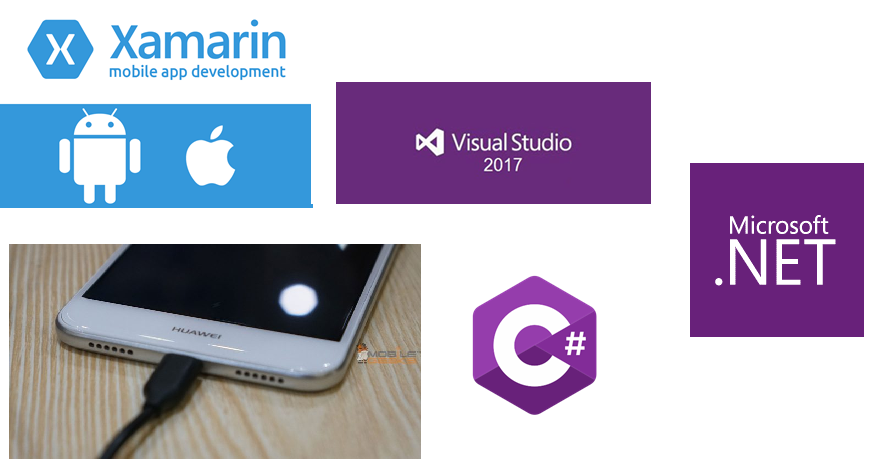 Xamarin
mobile app development
Visual Studio
2017
Microsoft
.NET
HUAWEI
C#